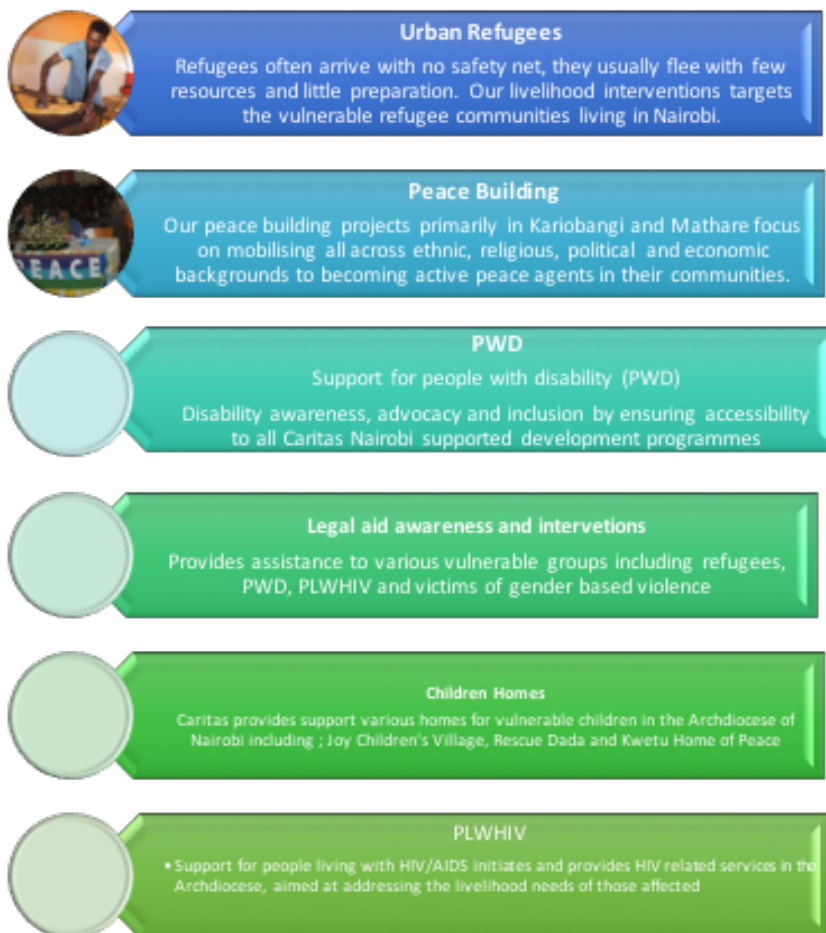 Urban Refugees
Refugees often arrive with no safety net, they usually flee with few
resources and little preparation. Our livelihood interventions targets
the vulnerable refugee communities living in Nairobi.
PEACE
Peace Building
Our peace building projects primarily in Kariobangi and Mathare focus
on mobilising all across ethnic, religious, political and economic
backgrounds to becoming active peace agents in their communities.
PWD
Support for people with disability (PWD)
Disability awareness, advocacy and inclusion by ensuring accessibility
to all Caritas Nairobi supported development programmes
Legal aid awareness and intervetions
Provides assistance to various vulnerable groups including refugees,
PWD, PLWHIV and victims of gender based violence
Children Homes
Caritas provides support various homes for vulnerable children in the Archdiocese of
Nairobi including ; Joy Children's Village, Rescue Dada and Kwetu Home of Peace
PLWHIV
• Support for people living with HIV/AIDS initiates and provides HIV related services in the
Archdiocese, aimed at addressing the livelihood needs of those affected